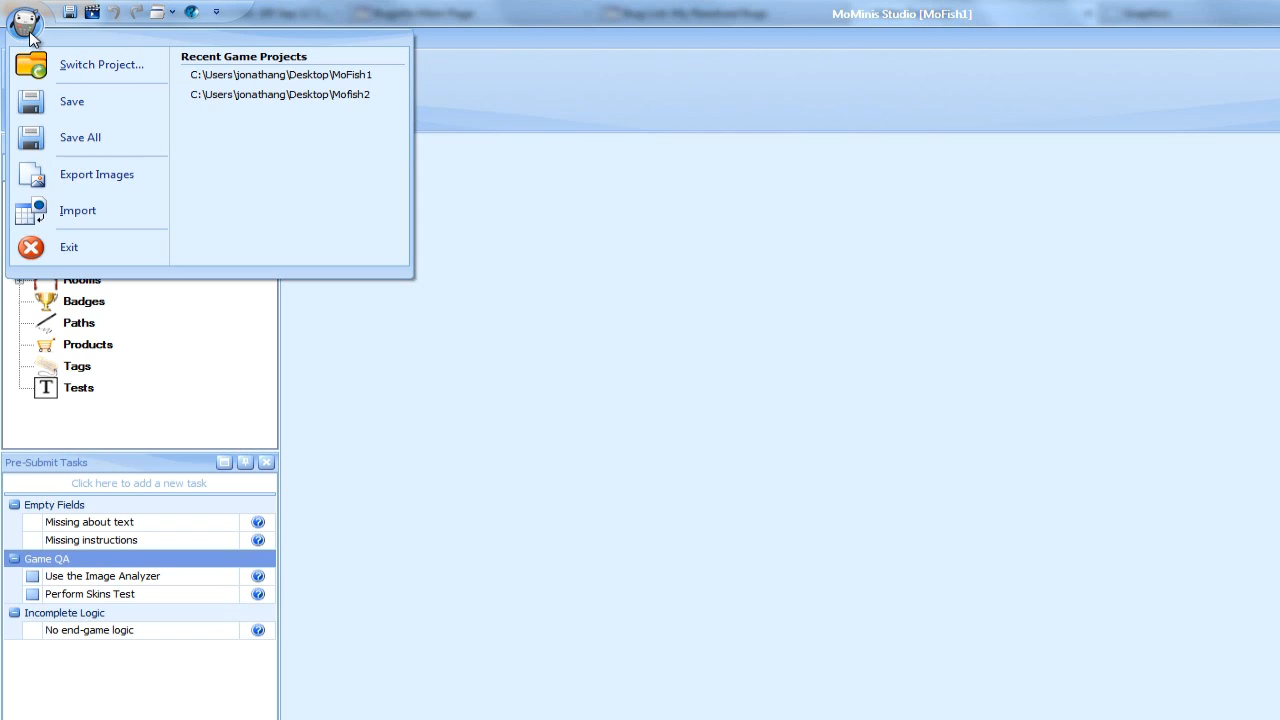 MoMinis Studio [MoFish1]
Switch Project...
Save
Save All
Export Images
Import
Exit
Recent Game Projects
C:\Users\jonathang\Desktop\MoFish1
C:\Users\jonathang\Desktop\Mofish2
Rooms
Badges
Paths
Products
Tags
T Tests
Pre-Submit Tasks
Click here to add a new task
Empty Fields
Missing about text
Missing instructions
Game QA
Use the Image Analyzer
Perform Skins Test
Incomplete Logic
No end-game logic